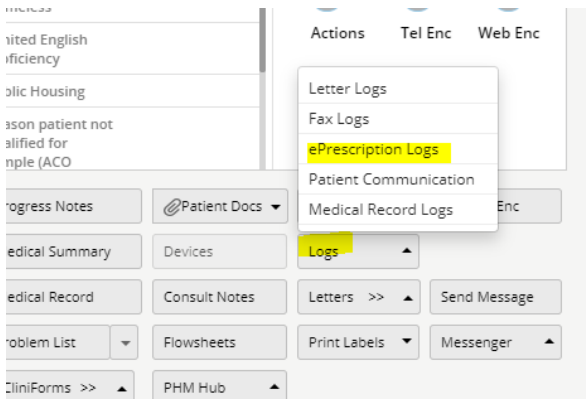 nited English
oficiency
olic Housing
ason patient not
alified for
mple (ACO
Actions Tel Enc Web Enc
Letter Logs
Fax Logs
ePrescription Logs
Patient Communication
Medical Record Logs
rogress Notes Patient Docs Enc
edical Summary Devices Logs
edical Record Consult Notes Letters >> Send Message
roblem List Flowsheets Print Labels Messenger
CliniForms >> PHM Hub